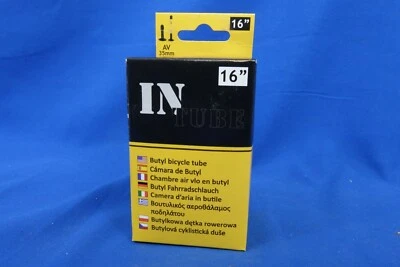 16"
AV
35mm
16"
IN
TUBE
Butyl bicycle tube
Cámara de Butyl
Chambre air vlo en butyl
Butyl Fahrradschlauch
Camera d'aria in butile
Βουτυλικός αεροθάλαμος
ποδηλάτου
Butylkowa dętka rowerowa
Butylová cyklistická duše